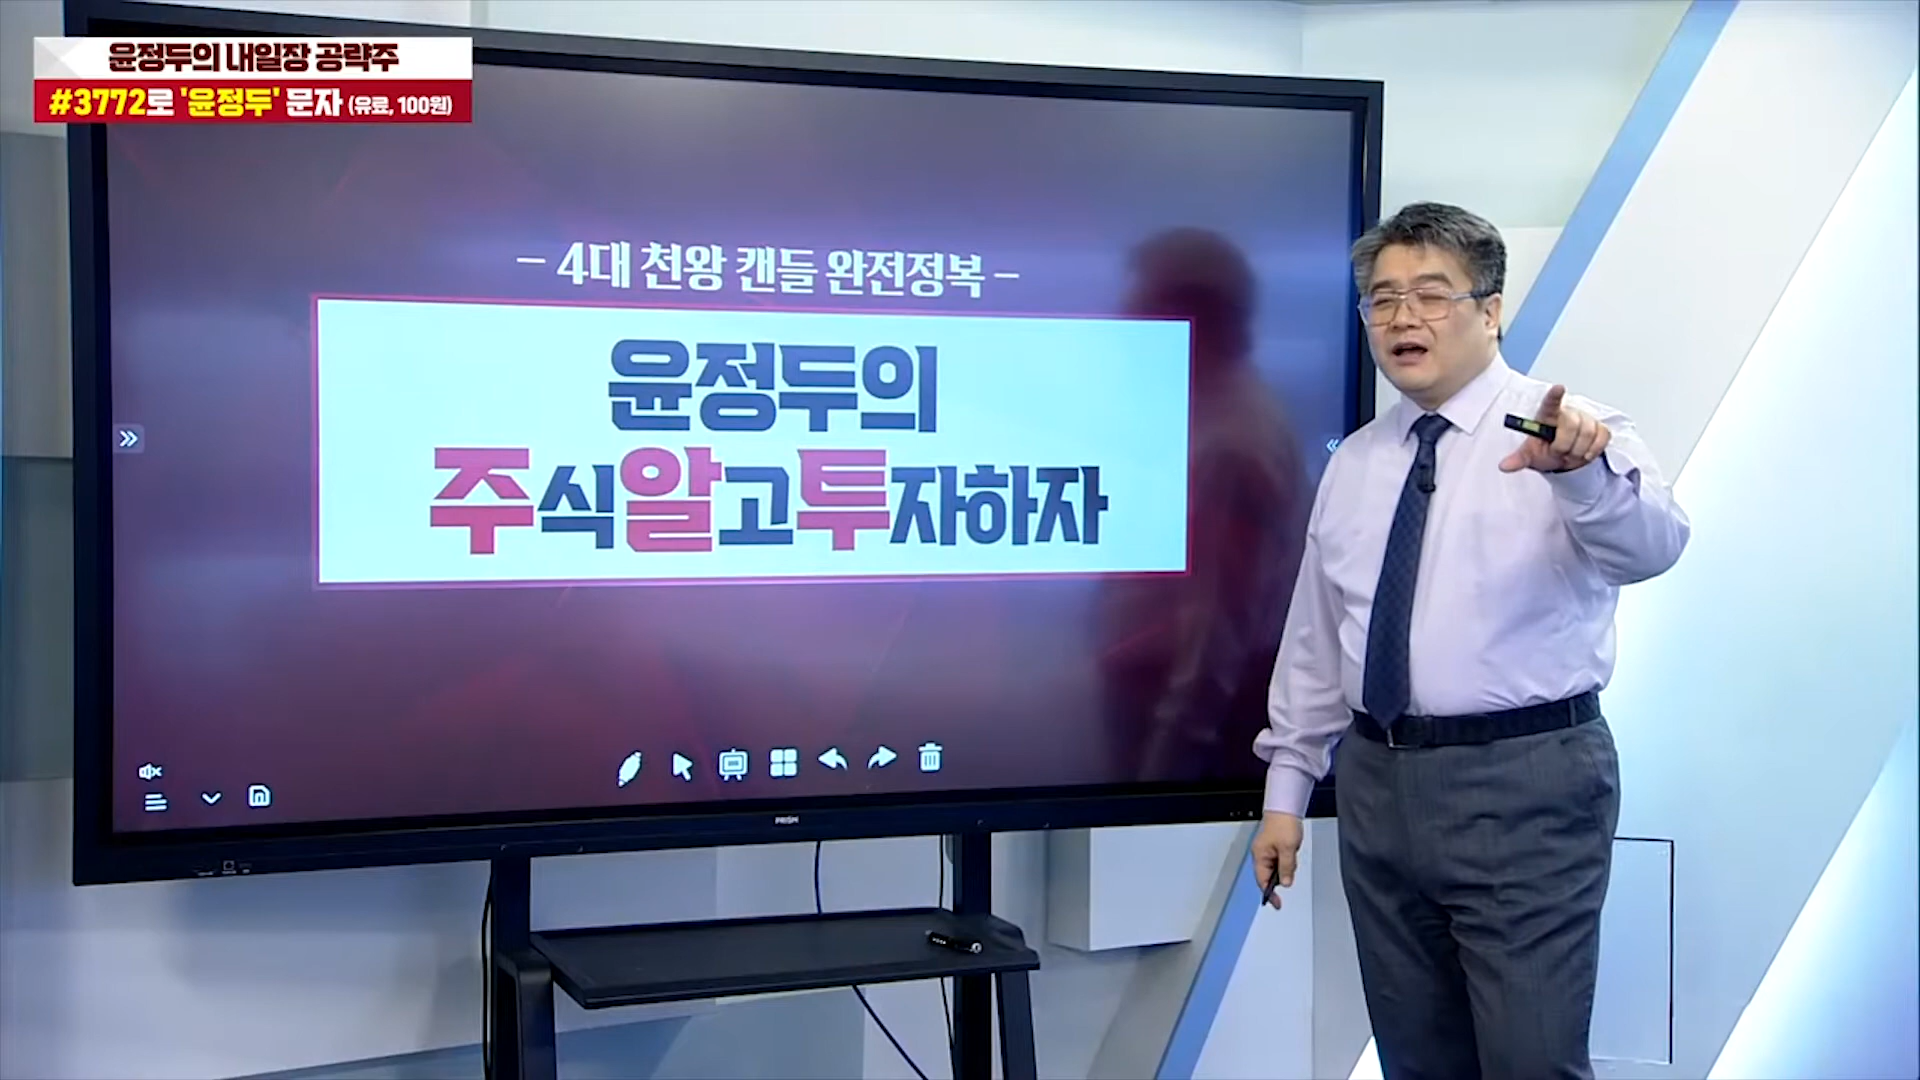 윤정두의 내일장 공략주
#3772로 '윤정두' 문자 (유료, 100원)
- 4대 천왕 캔들 완전정복 -
윤정두의
주식알고투자하자
PRISM